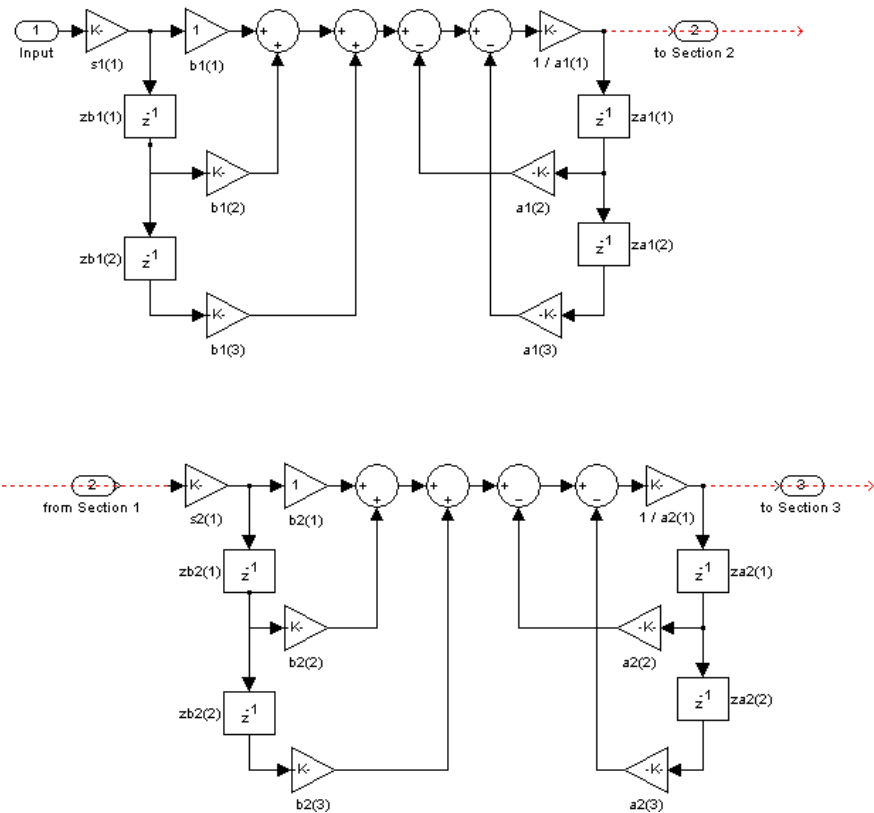 1 K- 1 + + + + + - + - K- 2
Input s1(1) b1(1) 1 / a1(1) to Section 2
zb1(1) z-1 z-1 za1(1)
-K- -K-
b1(2) a1(2)
zb1(2) z-1 z-1 za1(2)
-K- -K-
b1(3) a1(3)
2 K- 1 + + + + + - + - K- 3
from Section 1 s2(1) b2(1) 1 / a2(1) to Section 3
zb2(1) z-1 z-1 za2(1)
-K- -K-
b2(2) a2(2)
zb2(2) z-1 z-1 za2(2)
-K- -K-
b2(3) a2(3)